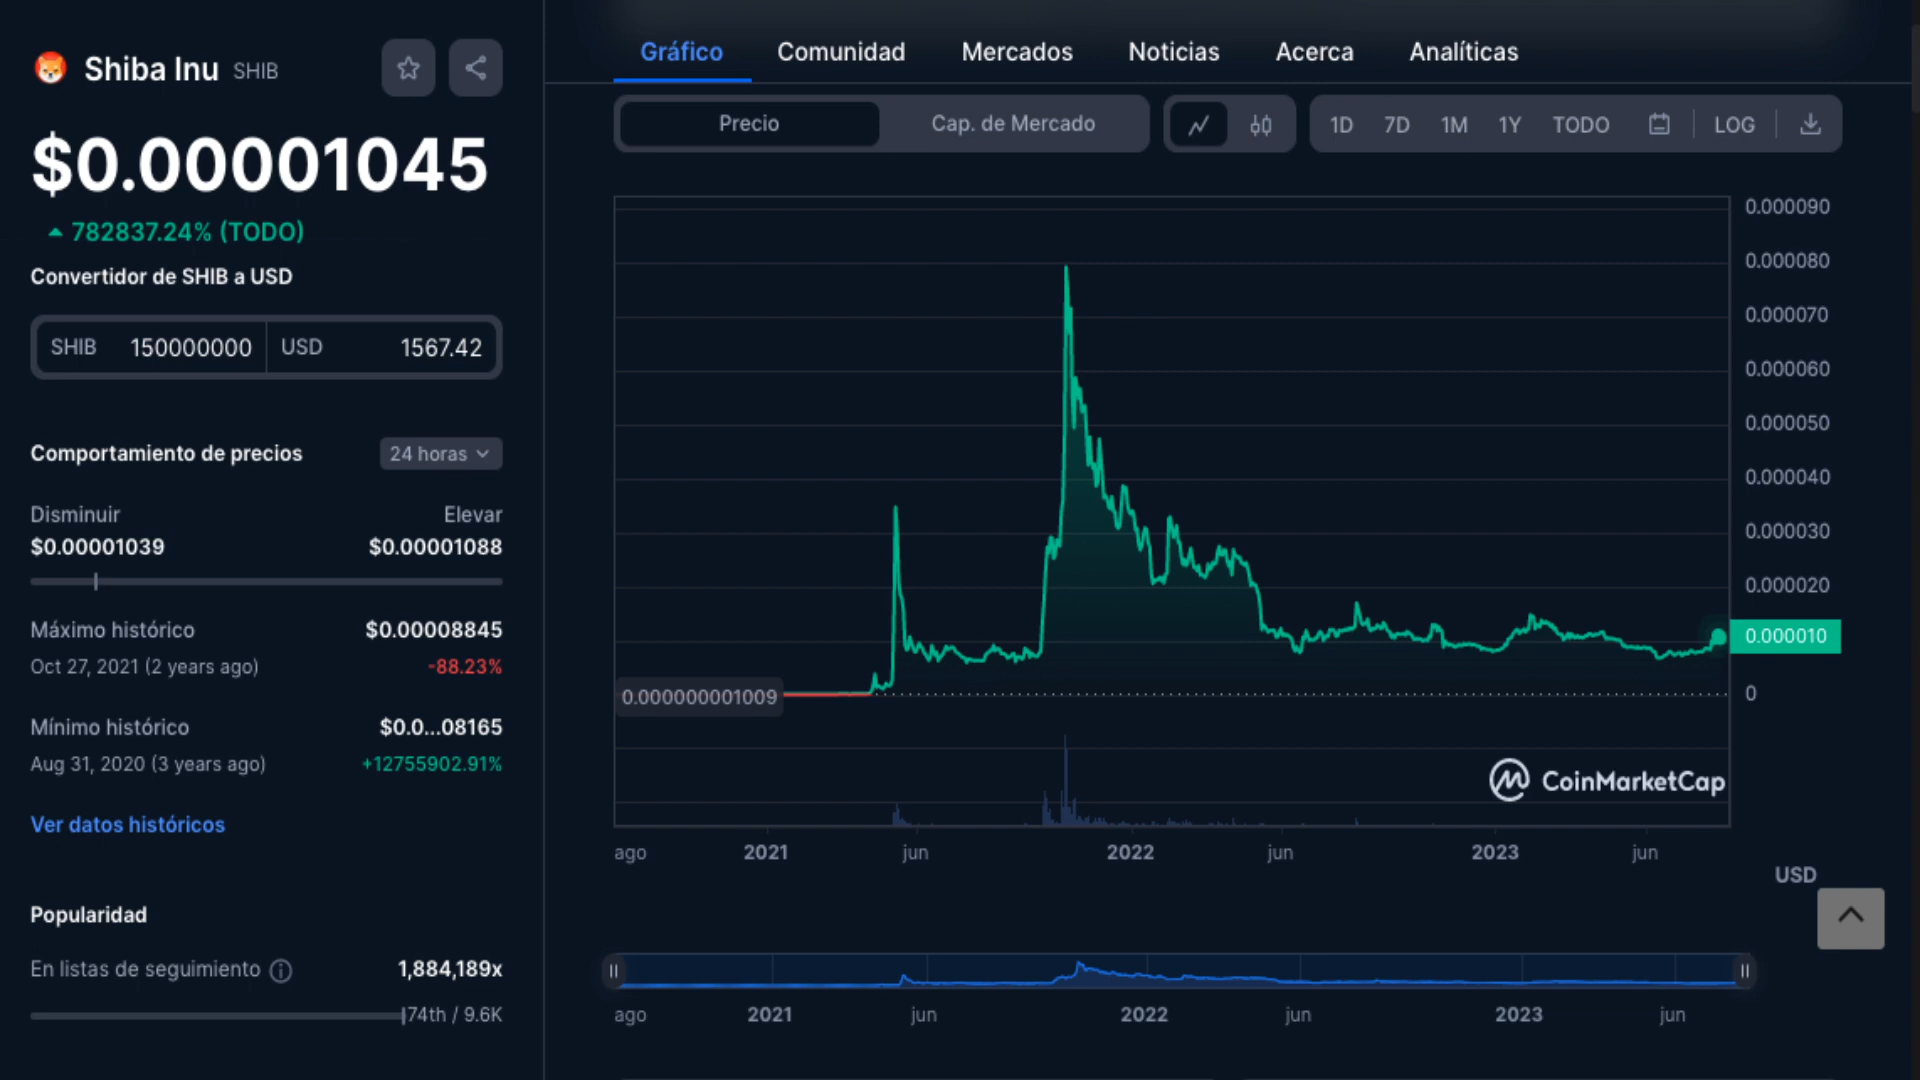 Shiba Inu SHIB
$0.00001045
782837.24% (TODO)
Convertidor de SHIB a USD
SHIB 150000000 USD 1567.42
Comportamiento de precios 24 horas
Disminuir Elevar
$0.00001039 $0.00001088
Máximo histórico $0.00008845
Oct 27, 2021 (2 years ago) -88.23%
Mínimo histórico $0.0...08165
Aug 31, 2020 (3 years ago) +12755902.91%
Ver datos históricos
Popularidad
En listas de seguimiento 1,884,189x
74th / 9.6K
Gráfico Comunidad Mercados Noticias Acerca Analíticas
Precio Cap. de Mercado 1D 7D 1M 1Y TODO LOG
0.000090
0.000080
0.000070
0.000060
0.000050
0.000040
0.000030
0.000020
0.000010
0.000000001009 0
CoinMarketCap
ago 2021 jun 2022 jun 2023 jun
USD
ago 2021 jun 2022 jun 2023 jun